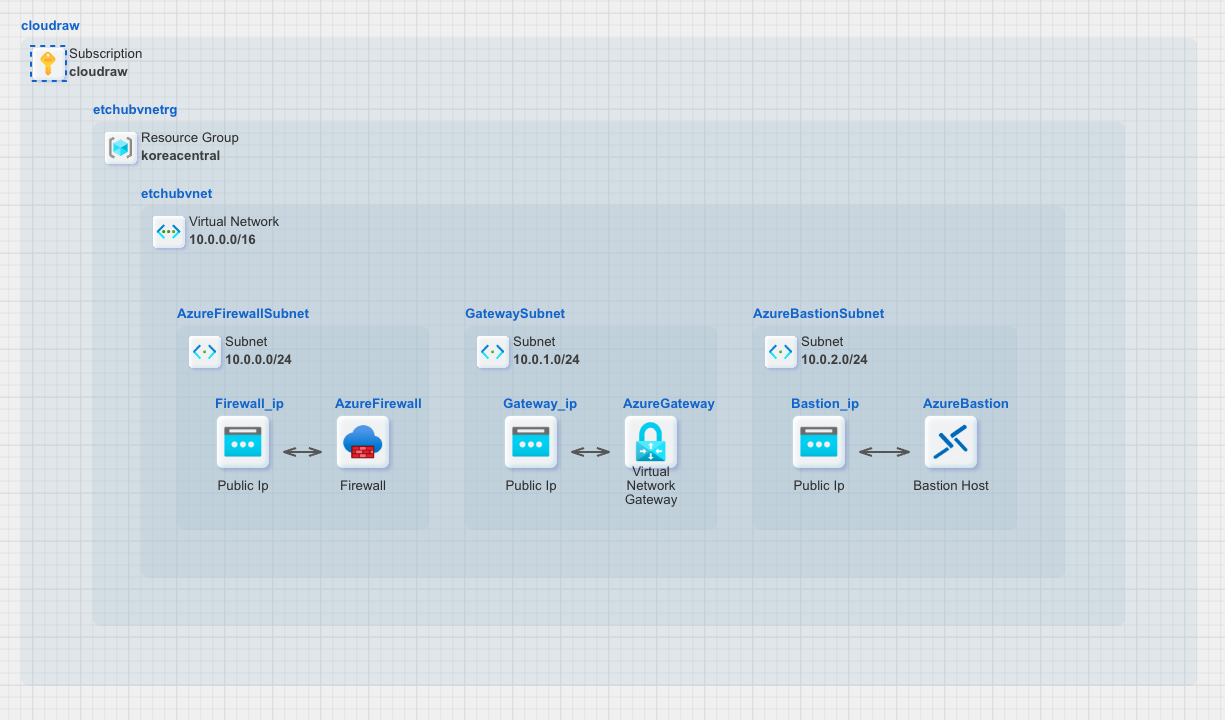 cloudraw
Subscription
cloudraw
etchubvnetrg
Resource Group
koreacentral
etchubvnet
Virtual Network
10.0.0.0/16
AzureFirewallSubnet
Subnet
10.0.0.0/24
Firewall_ip
AzureFirewall
Public Ip
Firewall
GatewaySubnet
Subnet
10.0.1.0/24
Gateway_ip
AzureGateway
Public Ip
Virtual
Network
Gateway
AzureBastionSubnet
Subnet
10.0.2.0/24
Bastion_ip
AzureBastion
Public Ip
Bastion Host